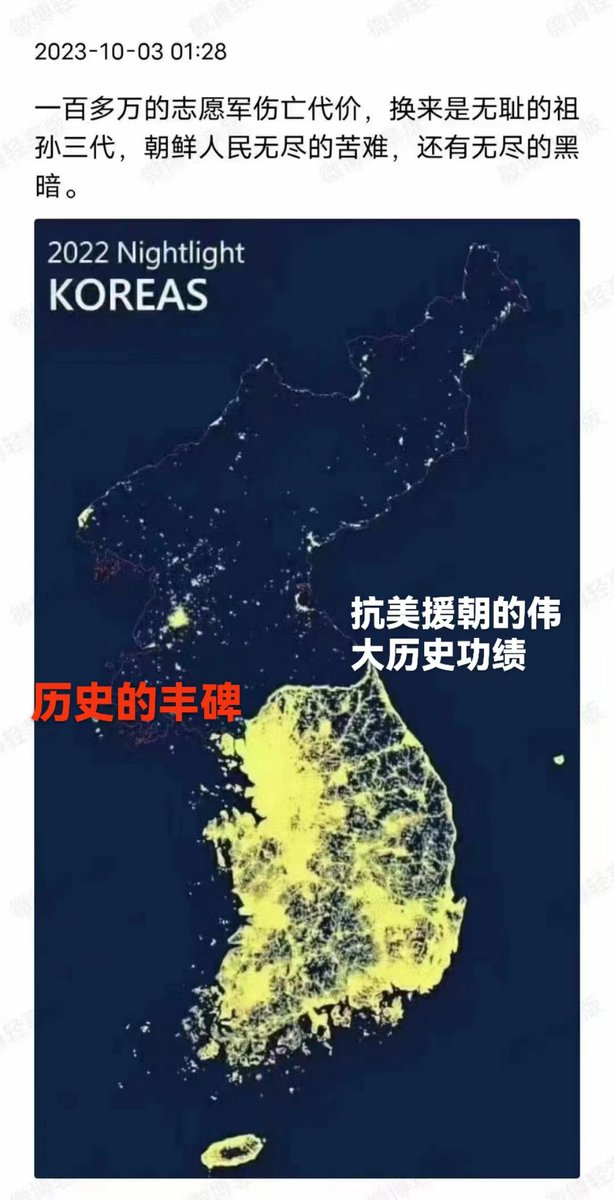 2023-10-03 01:28
一百多万的志愿军伤亡代价，换来是无耻的祖
孙三代，朝鲜人民无尽的苦难，还有无尽的黑
暗。
2022 Nightlight
KOREAS
抗美援朝的伟
大历史功绩
历史的丰碑